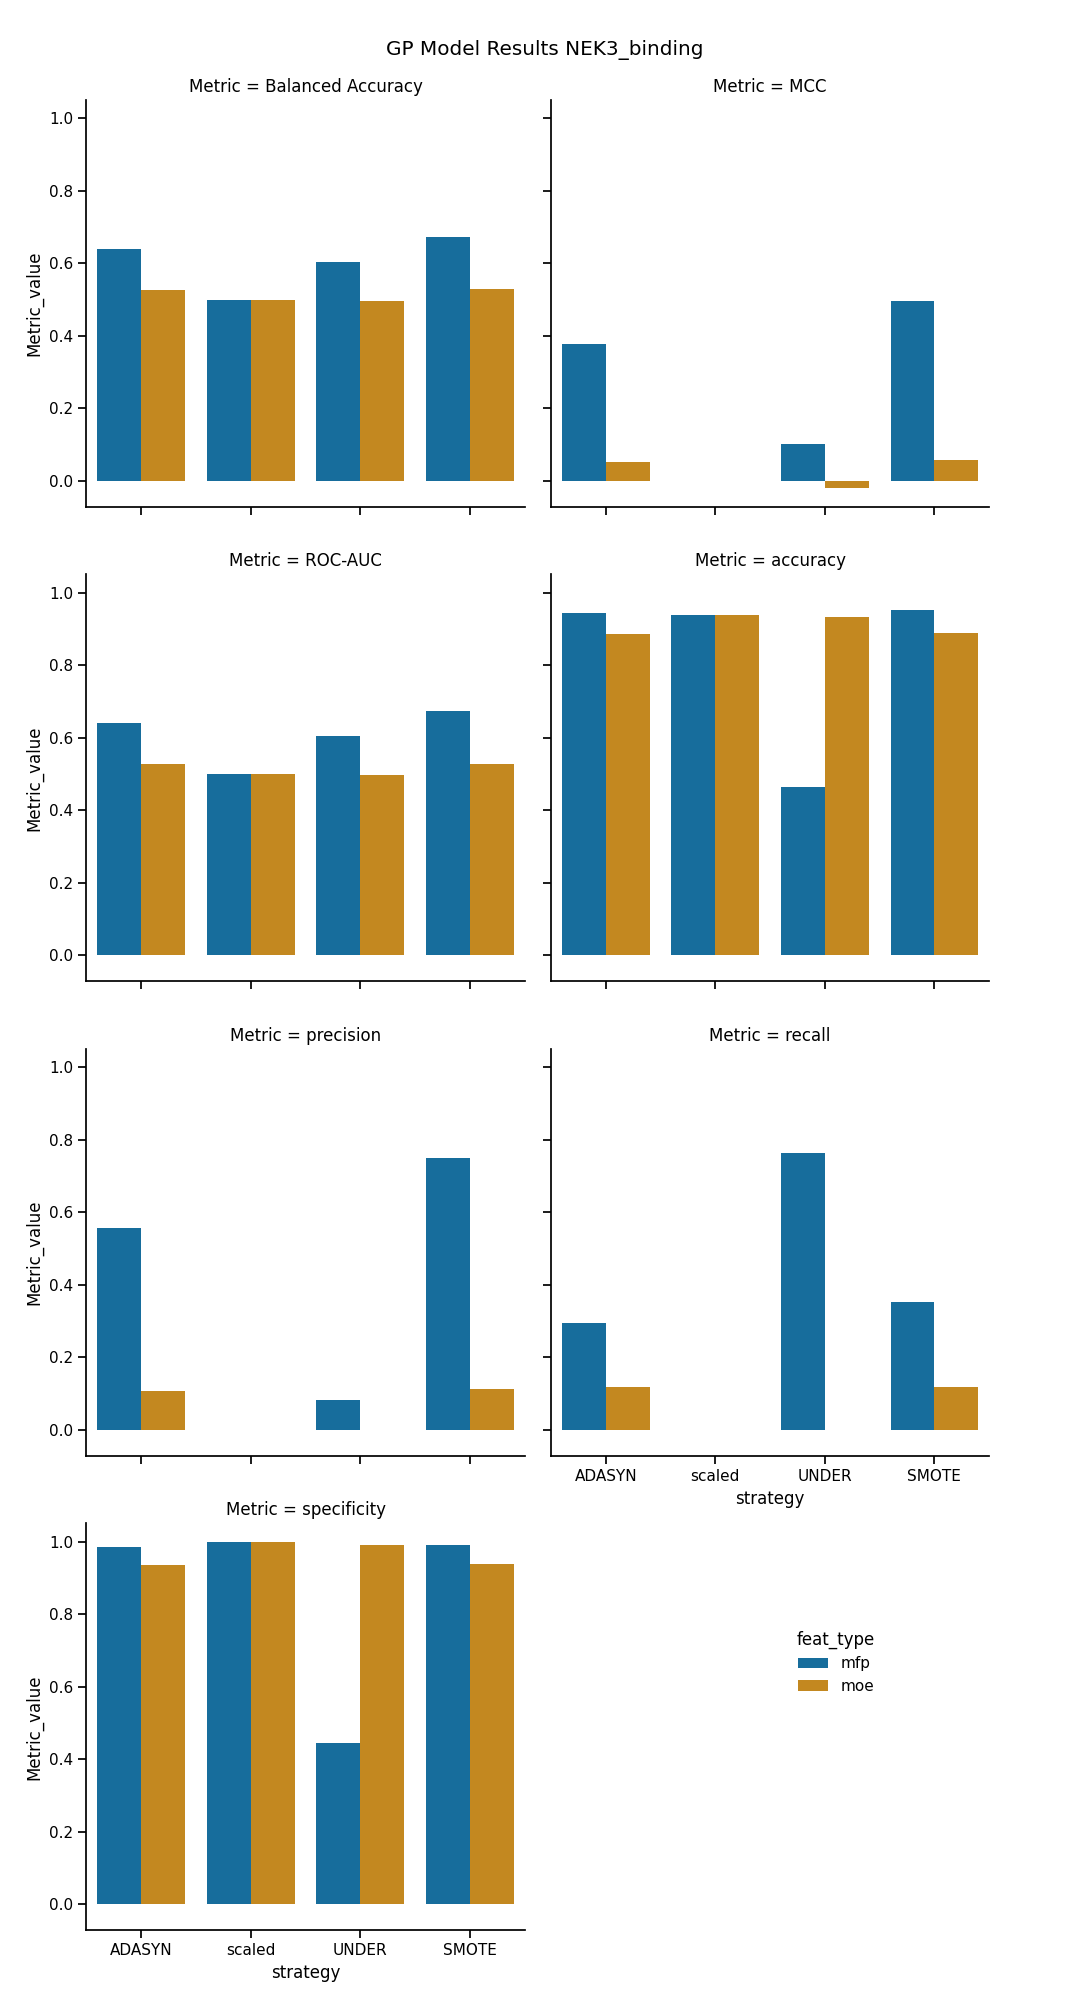 GP Model Results NEK3_binding
Metric = Balanced Accuracy
Metric = MCC
1.0
0.8
0.6
0.4
0.2
0.0
Metric_value
Metric = ROC-AUC
Metric = accuracy
1.0
0.8
0.6
0.4
0.2
0.0
Metric_value
Metric = precision
Metric = recall
1.0
0.8
0.6
0.4
0.2
0.0
Metric_value
ADASYN scaled UNDER SMOTE
strategy
Metric = specificity
1.0
0.8
0.6
0.4
0.2
0.0
Metric_value
ADASYN scaled UNDER SMOTE
strategy
feat_type
mfp
moe